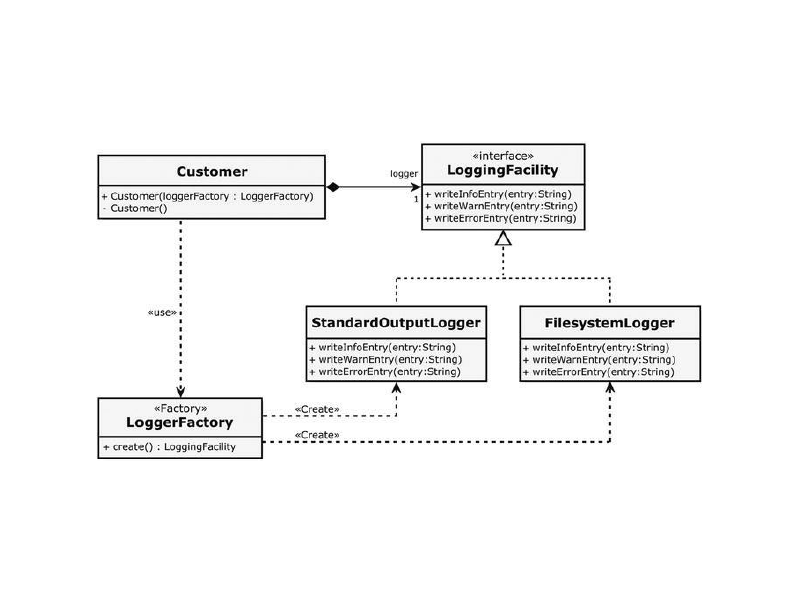 Customer
+ Customer(loggerFactory : LoggerFactory)
- Customer()
logger
1
«interface»
LoggingFacility
+ writeInfoEntry(entry:String)
+ writeWarnEntry(entry:String)
+ writeErrorEntry(entry:String)
«use»
StandardOutputLogger
+ writeInfoEntry(entry:String)
+ writeWarnEntry(entry:String)
+ writeErrorEntry(entry:String)
FilesystemLogger
+ writeInfoEntry(entry:String)
+ writeWarnEntry(entry:String)
+ writeErrorEntry(entry:String)
«Factory»
LoggerFactory
+ create() : LoggingFacility
«Create»
«Create»